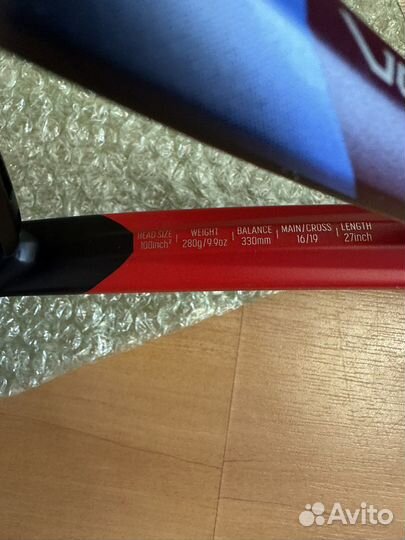 HEAD SIZE | WEIGHT | BALANCE | MAIN/CROSS | LENGTH
100inch² | 280g/9.9oz | 330mm | 16/19 | 27inch
Avito